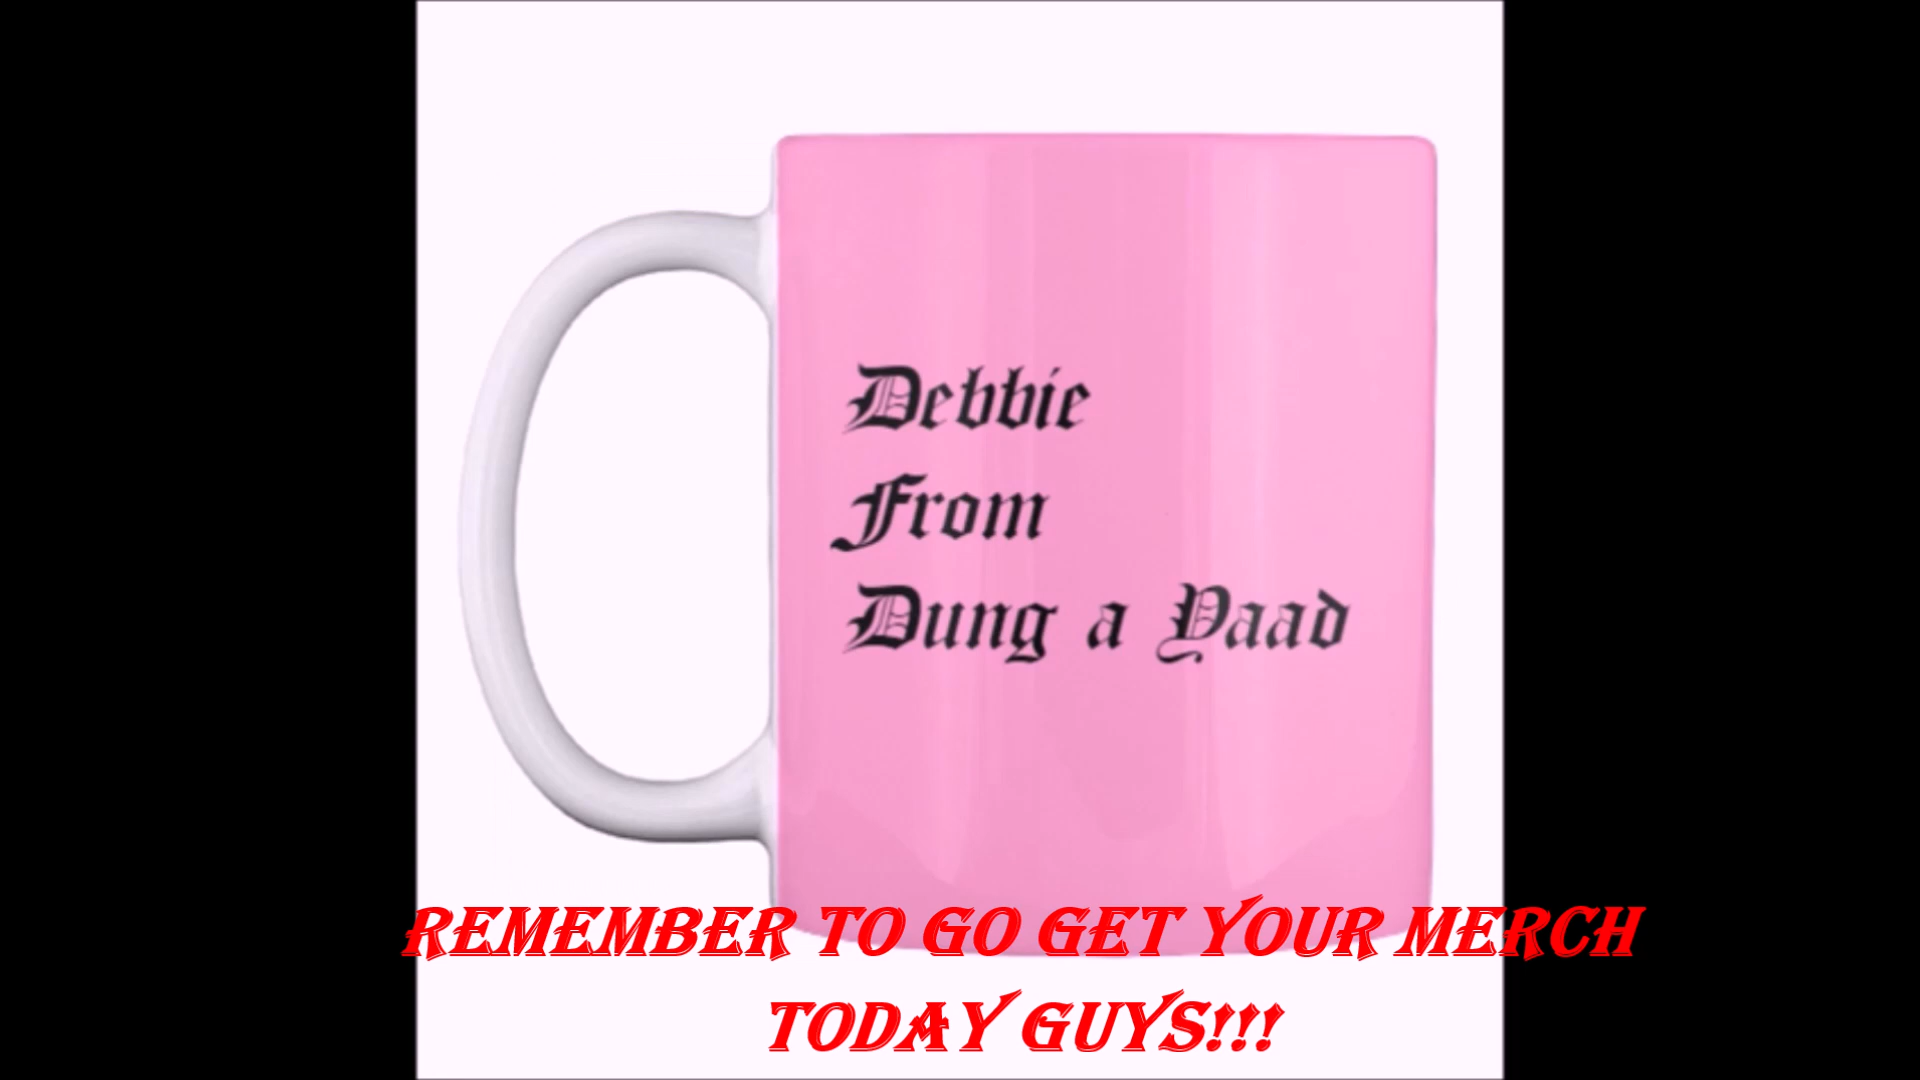 Debbie
From
Dung a Yaad
REMEMBER TO GO GET YOUR MERCH
TODAY GUYS!!!